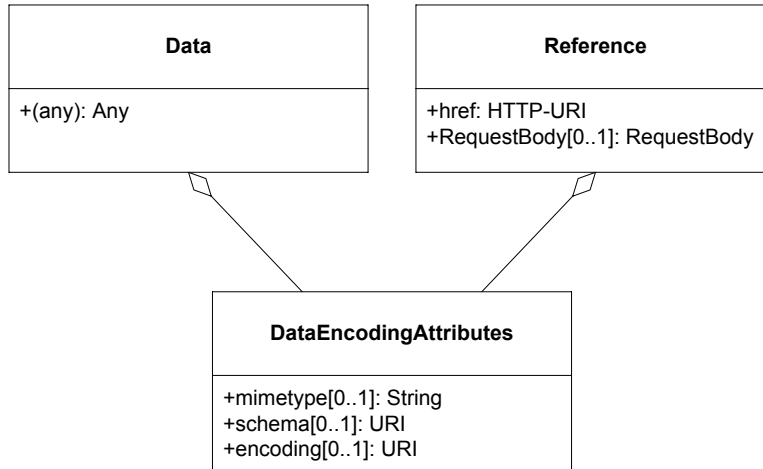 Data
+(any): Any
Reference
+href: HTTP-URI
+RequestBody[0..1]: RequestBody
DataEncodingAttributes
+mimetype[0..1]: String
+schema[0..1]: URI
+encoding[0..1]: URI